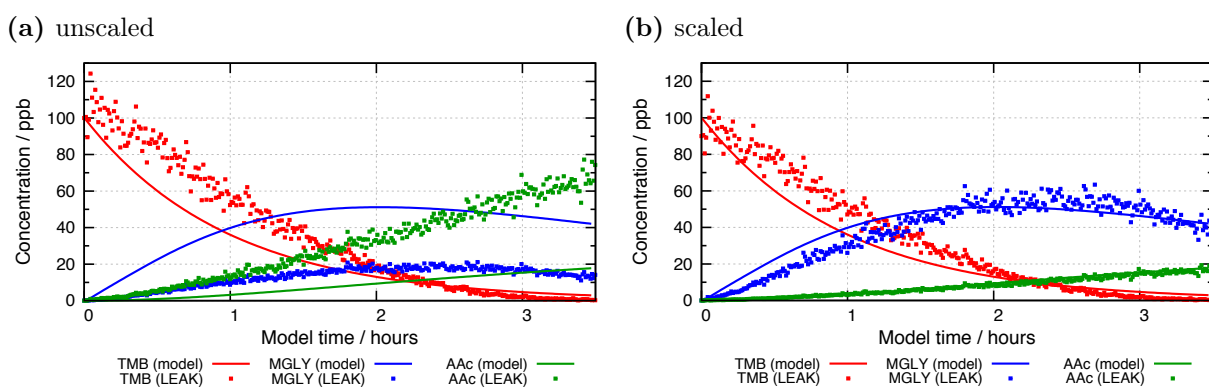 (a) unscaled
(b) scaled
Concentration / ppb
120
100
80
60
40
20
0
0 1 2 3
Model time / hours
TMB (model) MGLY (model) AAc (model)
TMB (LEAK) MGLY (LEAK) AAc (LEAK)
Concentration / ppb
120
100
80
60
40
20
0
0 1 2 3
Model time / hours
TMB (model) MGLY (model) AAc (model)
TMB (LEAK) MGLY (LEAK) AAc (LEAK)